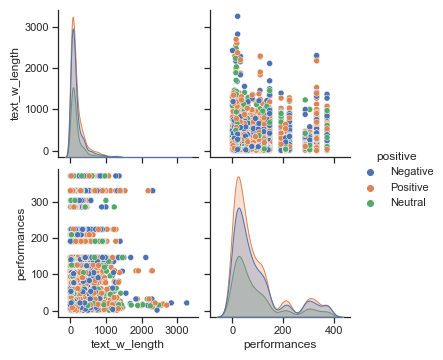 3000
2000
1000
0
text_w_length
positive
Negative
Positive
Neutral
300
200
100
0
performances
0 1000 2000 3000
text_w_length
0 200 400
performances